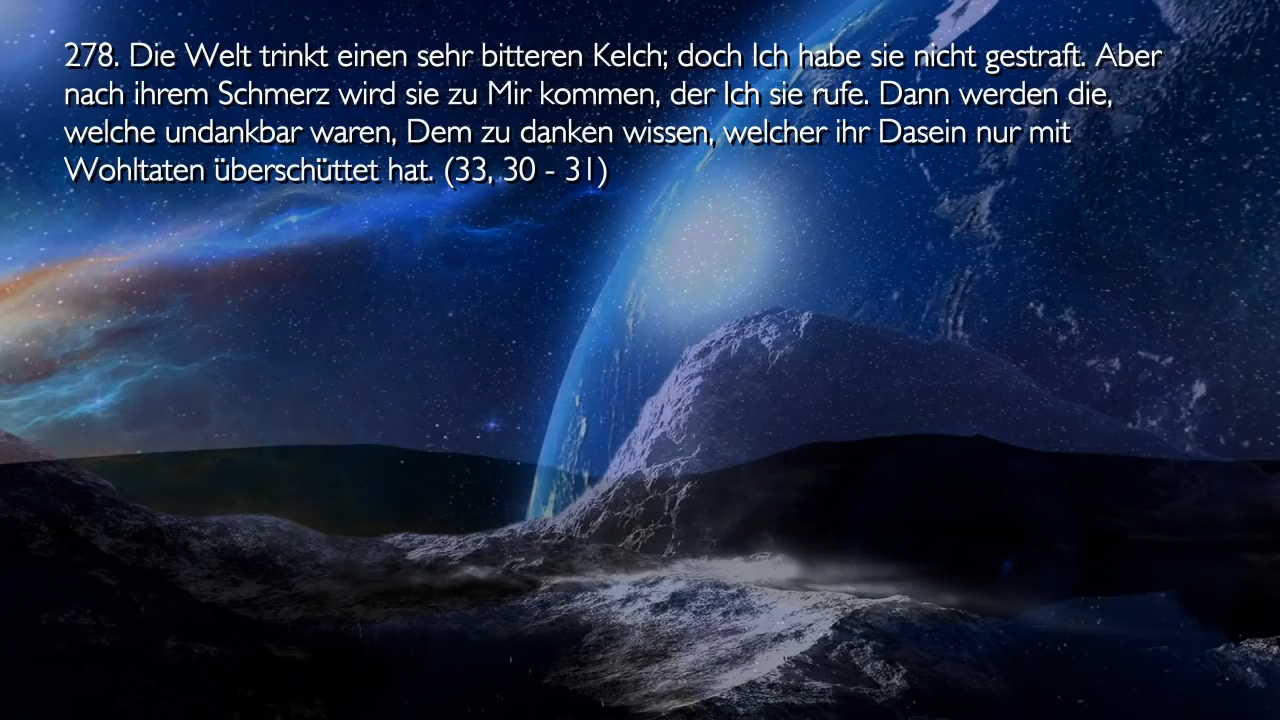 278. Die Welt trinkt einen sehr bitteren Kelch; doch Ich habe sie nicht gestraft. Aber
nach ihrem Schmerz wird sie zu Mir kommen, der Ich sie rufe. Dann werden die,
welche undankbar waren, Dem zu danken wissen, welcher ihr Dasein nur mit
Wohltaten überschüttet hat. (33, 30 - 31)